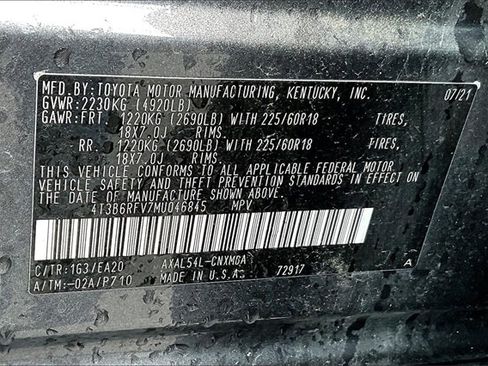 MFD.BY:TOYOTA MOTOR MANUFACTURING, KENTUCKY, INC. 07/21
GVWR:2230KG (4920LB)
GAWR:FRT. 1220KG (2690LB) WITH 225/60R18 TIRES,
18X7.0J RIMS.
RR. 1220KG (2690LB) WITH 225/60R18 TIRES,
18X7.0J RIMS.
THIS VEHICLE CONFORMS TO ALL APPLICABLE FEDERAL MOTOR
VEHICLE SAFETY AND THEFT PREVENTION STANDARDS IN EFFECT ON
THE DATE OF MANUFACTURE SHOWN ABOVE.
4T3B6RFV7MU046845 MPV
C/TR:1G3/EA20 AXAL54L-CNXMGA A
A/TM:-02A/P710 MADE IN U.S.A. 72917